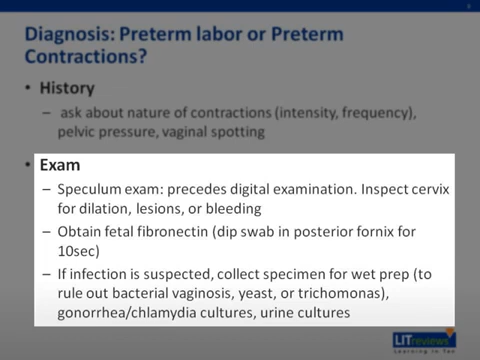 Diagnosis: Preterm labor or Preterm
Contractions?
• History
– ask about nature of contractions (intensity, frequency),
pelvic pressure, vaginal spotting
• Exam
– Speculum exam: precedes digital examination. Inspect cervix
for dilation, lesions, or bleeding
– Obtain fetal fibronectin (dip swab in posterior fornix for
10sec)
– If infection is suspected, collect specimen for wet prep (to
rule out bacterial vaginosis, yeast, or trichomonas),
gonorrhea/chlamydia cultures, urine cultures
LITreviews
Learning in Ten